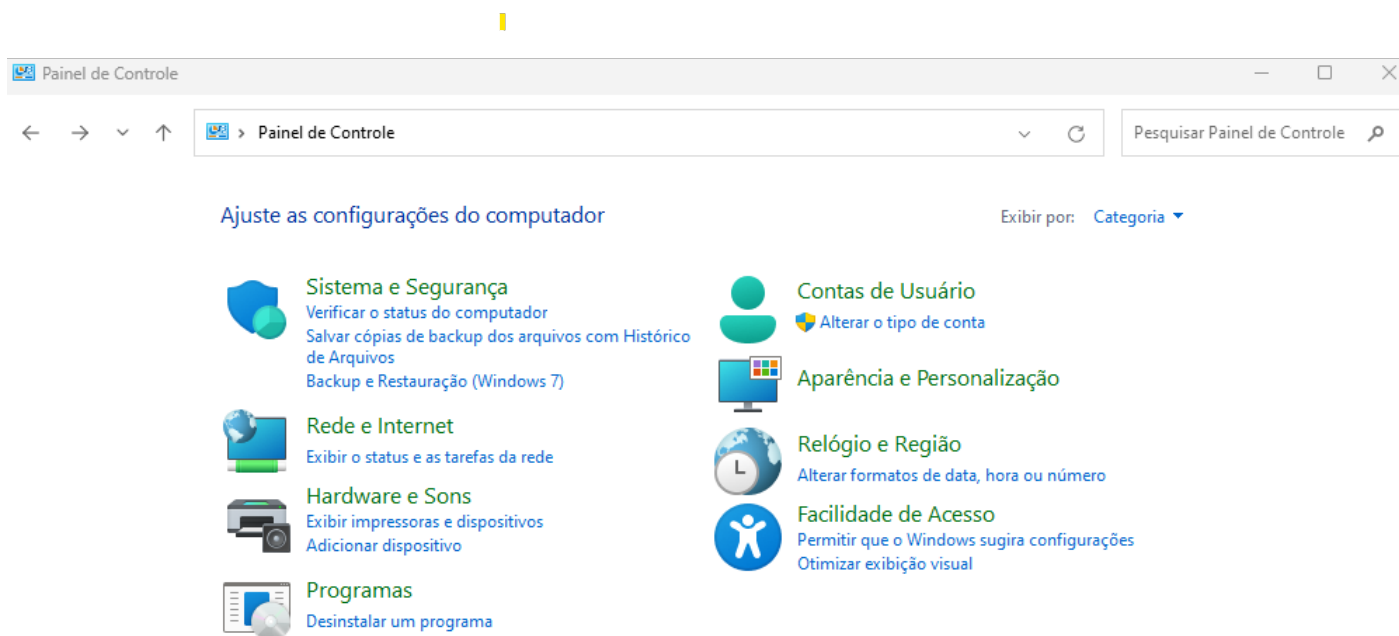 Painel de Controle
Painel de Controle
Pesquisar Painel de Controle
Ajuste as configurações do computador
Exibir por: Categoria
Sistema e Segurança
Verificar o status do computador
Salvar cópias de backup dos arquivos com Histórico
de Arquivos
Backup e Restauração (Windows 7)
Rede e Internet
Exibir o status e as tarefas da rede
Hardware e Sons
Exibir impressoras e dispositivos
Adicionar dispositivo
Programas
Desinstalar um programa
Contas de Usuário
Alterar o tipo de conta
Aparência e Personalização
Relógio e Região
Alterar formatos de data, hora ou número
Facilidade de Acesso
Permitir que o Windows sugira configurações
Otimizar exibição visual